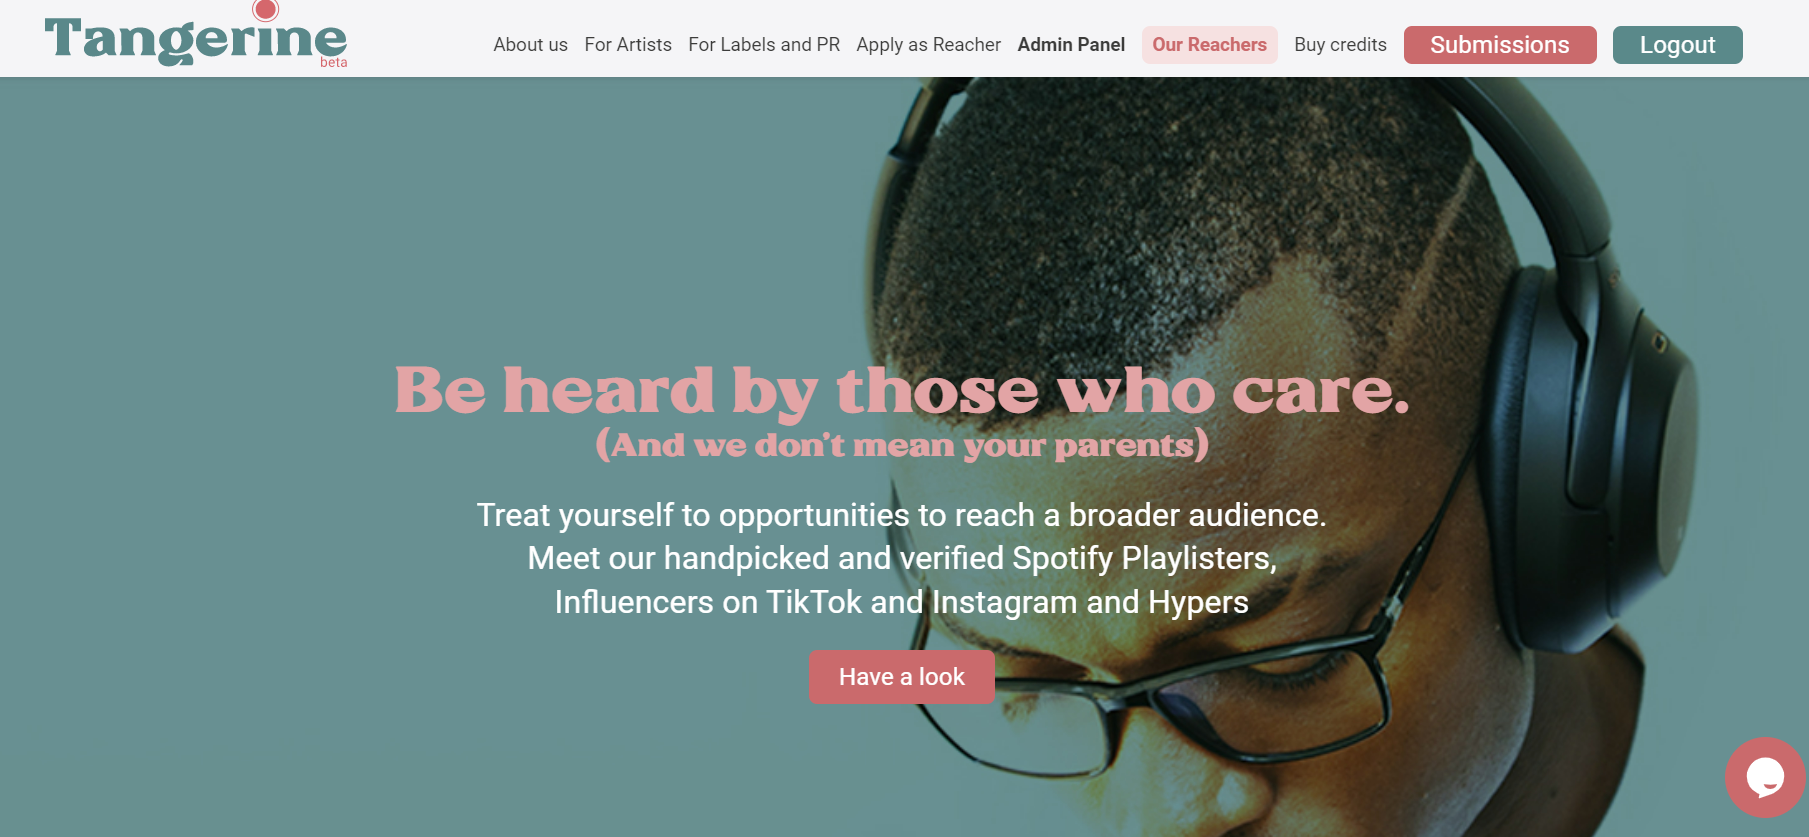 Tangerine
beta
About us For Artists For Labels and PR Apply as Reacher Admin Panel Our Reachers Buy credits Submissions Logout
Be heard by those who care.
(And we don't mean your parents)
Treat yourself to opportunities to reach a broader audience.
Meet our handpicked and verified Spotify Playlisters,
Influencers on TikTok and Instagram and Hypers
Have a look